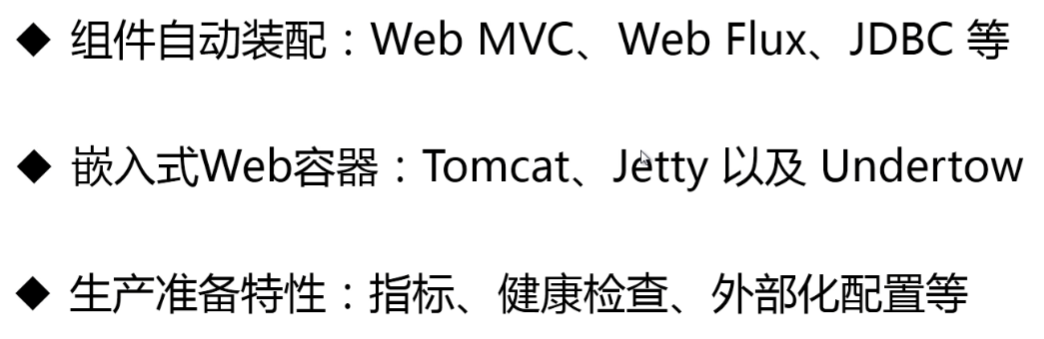 ◆ 组件自动装配：Web MVC、Web Flux、JDBC 等
◆ 嵌入式Web容器：Tomcat、Jetty 以及 Undertow
◆ 生产准备特性：指标、健康检查、外部化配置等